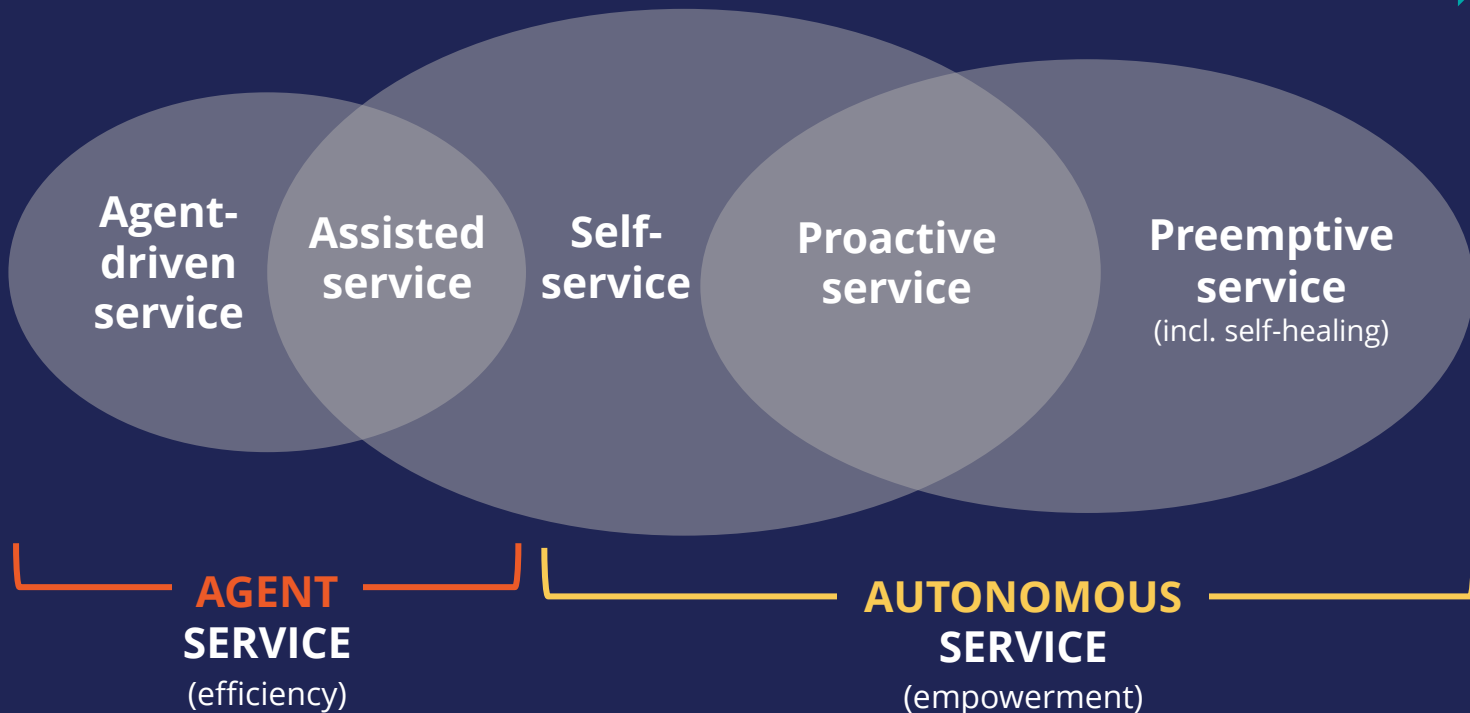 Agent-
driven
service
Assisted
service
Self-
service
Proactive
service
Preemptive
service
(incl. self-healing)
AGENT
SERVICE
(efficiency)
AUTONOMOUS
SERVICE
(empowerment)